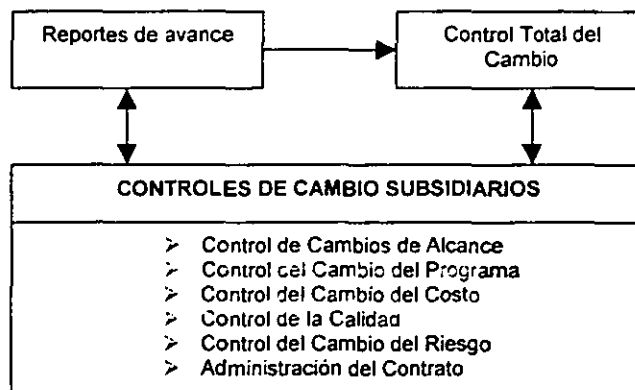 Reportes de avance
Control Total del
Cambio
CONTROLES DE CAMBIO SUBSIDIARIOS
➢ Control de Cambios de Alcance
➢ Control del Cambio del Programa
➢ Control del Cambio del Costo
➢ Control de la Calidad
➢ Control del Cambio del Riesgo
➢ Administración del Contrato